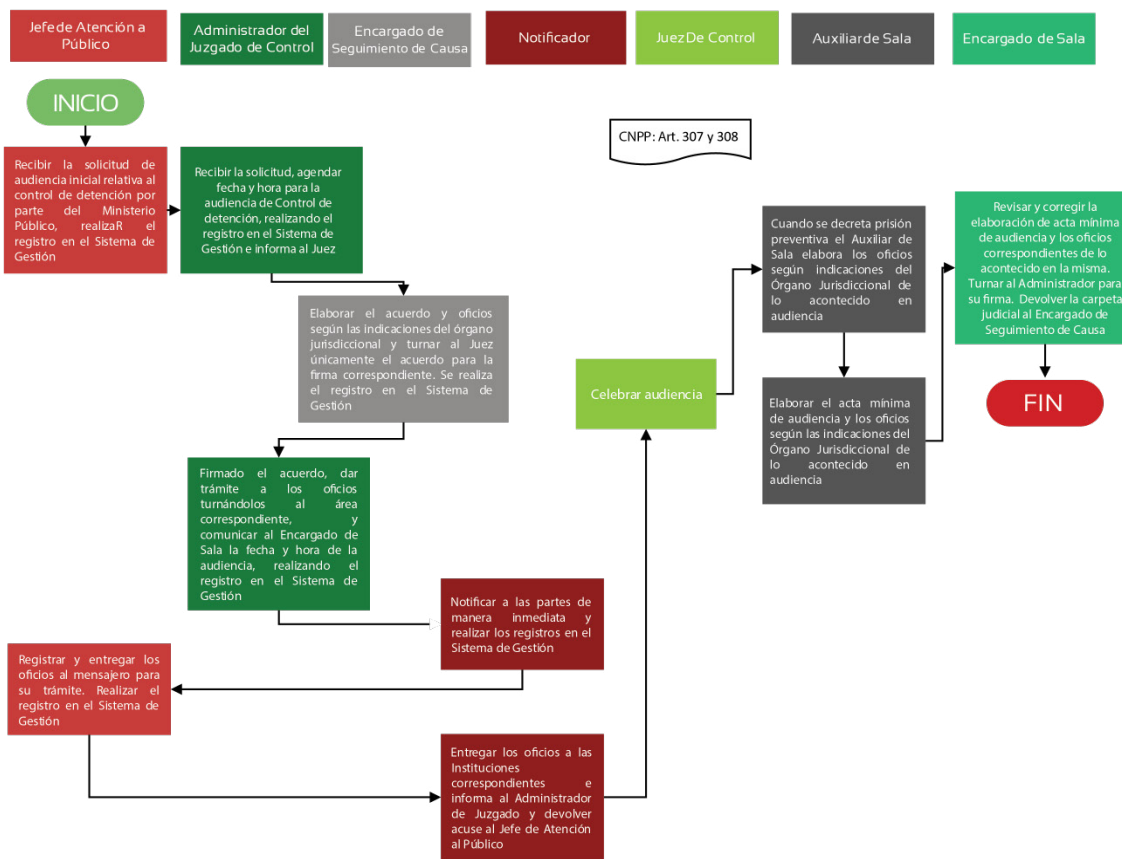 Jefe de Atención a
Público
Administrador del
Juzgado de Control
Encargado de
Seguimiento de Causa
Notificador
Juez De Control
Auxiliar de Sala
Encargado de Sala
INICIO
CNPP: Art. 307 y 308
Recibir la solicitud de
audiencia inicial relativa al
control de detención por
parte del Ministerio
Público, realizaR el
registro en el Sistema de
Gestión
Recibir la solicitud, agendar
fecha y hora para la
audiencia de Control de
detención, realizando el
registro en el Sistema de
Gestión e informa al Juez
Elaborar el acuerdo y oficios
según las indicaciones del órgano
jurisdiccional y turnar al Juez
únicamente el acuerdo para la
firma correspondiente. Se realiza
el registro en el Sistema de
Gestión
Firmado el acuerdo, dar
trámite a los oficios
turnándolos al área
correspondiente, y
comunicar al Encargado de
Sala la fecha y hora de la
audiencia, realizando el
registro en el Sistema de
Gestión
Notificar a las partes de
manera inmediata y
realizar los registros en el
Sistema de Gestión
Registrar y entregar los
oficios al mensajero para
su trámite. Realizar el
registro en el Sistema de
Gestión
Entregar los oficios a las
Instituciones
correspondientes e
informa al Administrador
de Juzgado y devolver
acuse al Jefe de Atención
al Público
Celebrar audiencia
Cuando se decreta prisión
preventiva el Auxiliar de
Sala elabora los oficios
según indicaciones del
Órgano Jurisdiccional de
lo acontecido en
audiencia
Elaborar el acta mínima
de audiencia y los oficios
según las indicaciones del
Órgano Jurisdiccional de
lo acontecido en
audiencia
Revisar y corregir la
elaboración de acta mínima
de audiencia y los oficios
correspondientes de lo
acontecido en la misma.
Turnar al Administrador para
su firma. Devolver la carpeta
judicial al Encargado de
Seguimiento de Causa
FIN